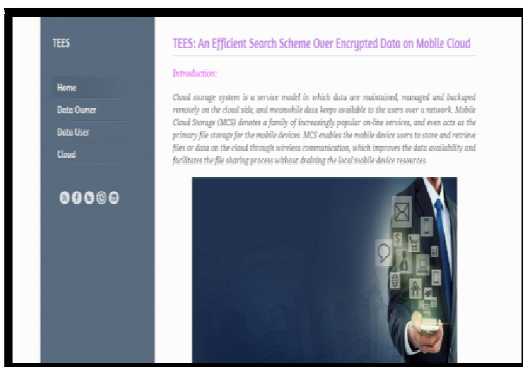 TEES
Home
Data Owner
Data User
Cloud
TEES: An Efficient Search Scheme Over Encrypted Data on Mobile Cloud
Introduction:
Cloud storage system is a service model in which data are maintained, managed and backuped
remotely on the cloud side, and meanwhile data keeps available to the users over a network. Mobile
Cloud Storage (MCS) denotes a family of increasingly popular on-line services, and even acts as the
primary file storage for the mobile devices. MCS enables the mobile device users to store and retrieve
files or data on the cloud through wireless communication, which improves the data availability and
facilitates the file sharing process without draining the local mobile device resources.